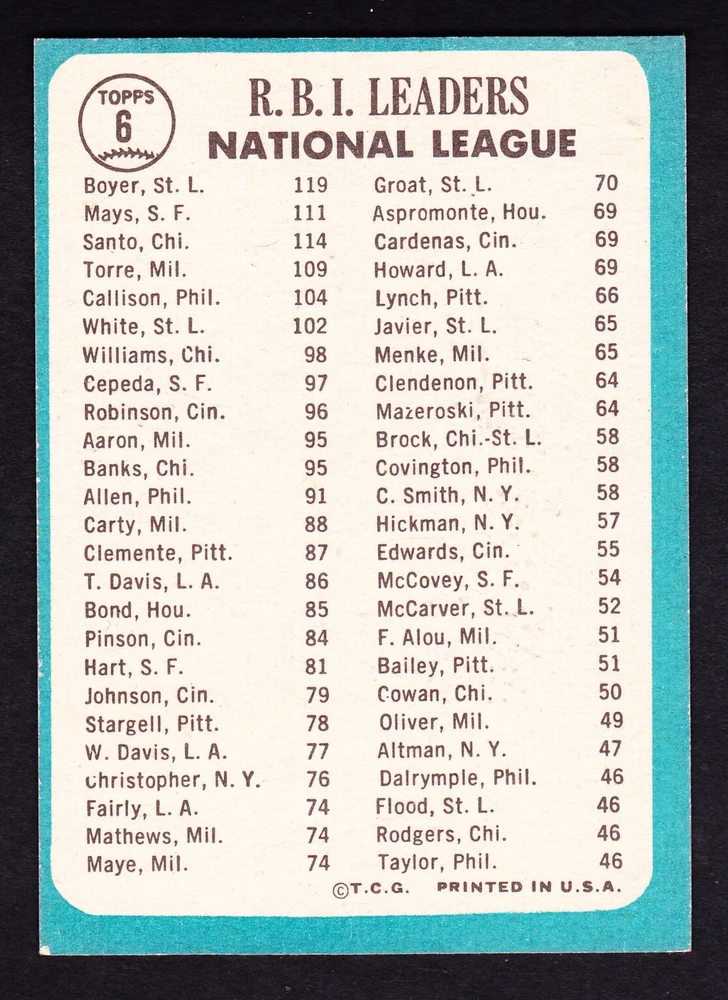 TOPPS
6
R. B. I. LEADERS
NATIONAL LEAGUE
Boyer, St. L. 119
Mays, S. F. 111
Santo, Chi. 114
Torre, Mil. 109
Callison, Phil. 104
White, St. L. 102
Williams, Chi. 98
Cepeda, S. F. 97
Robinson, Cin. 96
Aaron, Mil. 95
Banks, Chi. 95
Allen, Phil. 91
Carty, Mil. 88
Clemente, Pitt. 87
T. Davis, L. A. 86
Bond, Hou. 85
Pinson, Cin. 84
Hart, S. F. 81
Johnson, Cin. 79
Stargell, Pitt. 78
W. Davis, L. A. 77
Christopher, N. Y. 76
Fairly, L. A. 74
Mathews, Mil. 74
Maye, Mil. 74
Groat, St. L. 70
Aspromonte, Hou. 69
Cardenas, Cin. 69
Howard, L. A. 69
Lynch, Pitt. 66
Javier, St. L. 65
Menke, Mil. 65
Clendenon, Pitt. 64
Mazeroski, Pitt. 64
Brock, Chi.-St. L. 58
Covington, Phil. 58
C. Smith, N. Y. 58
Hickman, N. Y. 57
Edwards, Cin. 55
McCovey, S. F. 54
McCarver, St. L. 52
F. Alou, Mil. 51
Bailey, Pitt. 51
Cowan, Chi. 50
Oliver, Mil. 49
Altman, N. Y. 47
Dalrymple, Phil. 46
Flood, St. L. 46
Rodgers, Chi. 46
Taylor, Phil. 46
©T.C.G. PRINTED IN U.S.A.